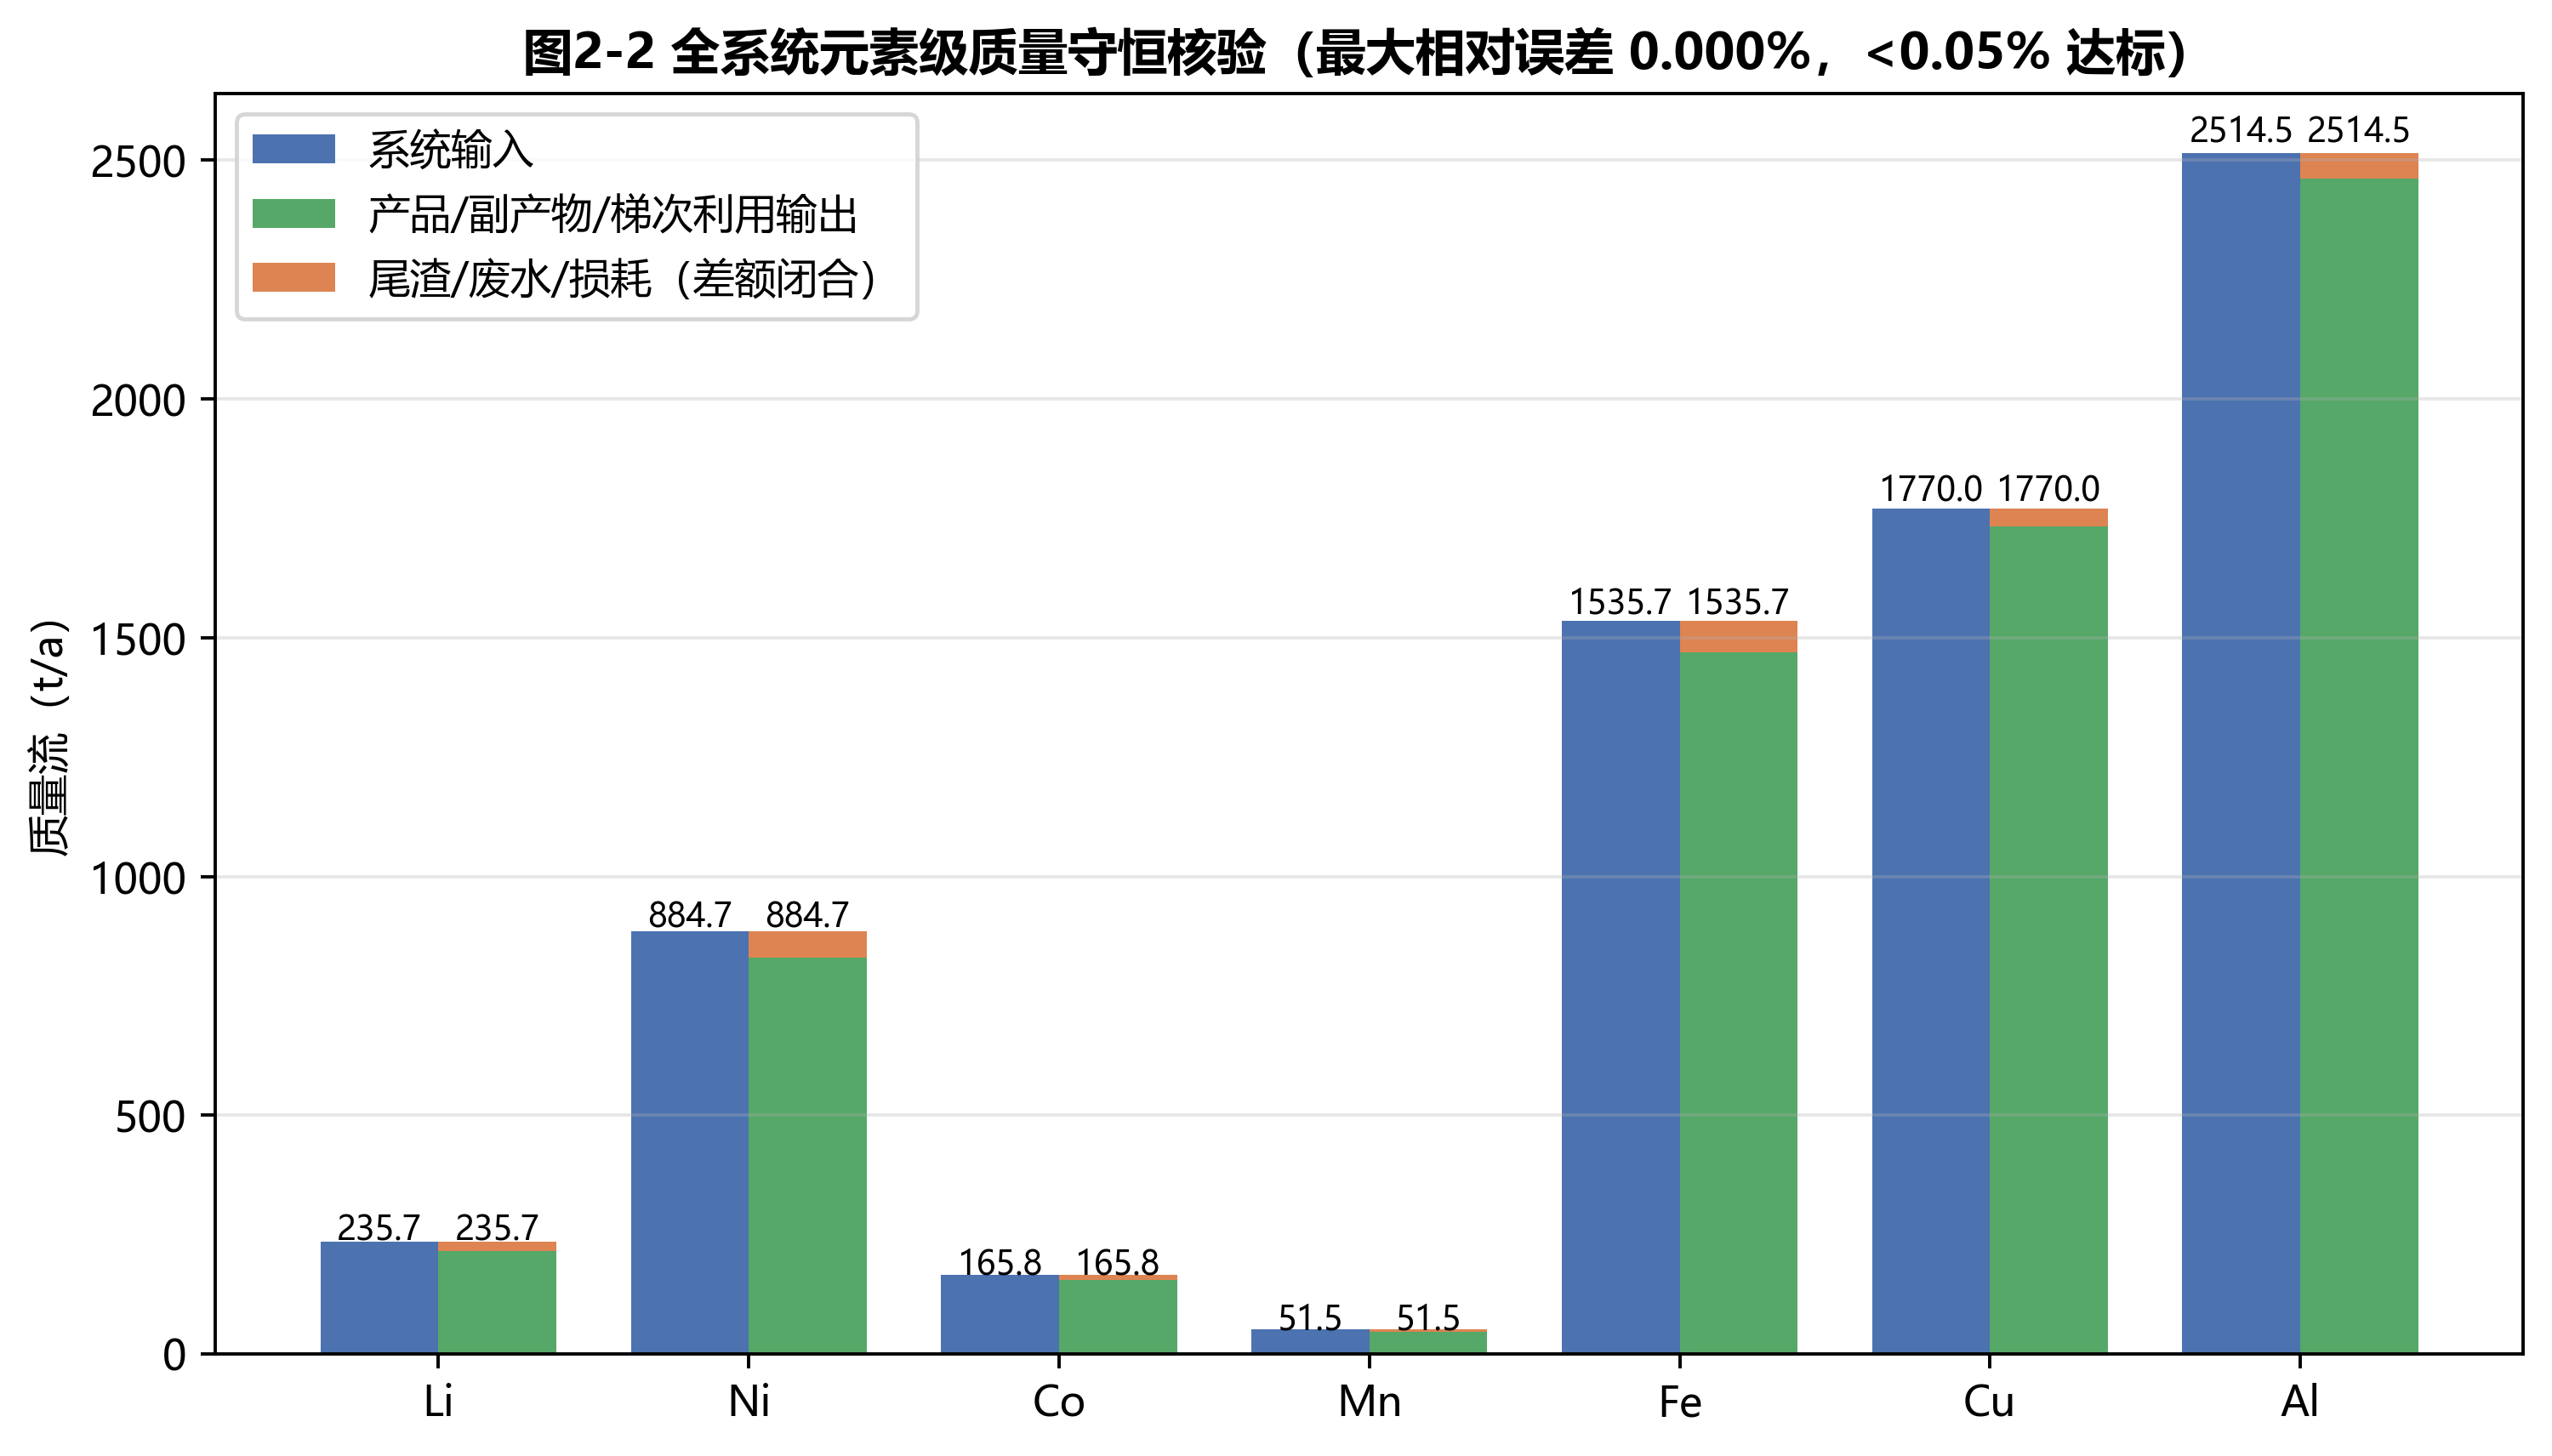 图2-2 全系统元素级质量守恒核验（最大相对误差 0.000%，<0.05% 达标）
系统输入
产品/副产物/梯次利用输出
尾渣/废水/损耗（差额闭合）
质量流（t/a）
2500
2000
1500
1000
500
0
235.7 235.7
884.7 884.7
165.8 165.8
51.5 51.5
1535.7 1535.7
1770.0 1770.0
2514.5 2514.5
Li Ni Co Mn Fe Cu Al